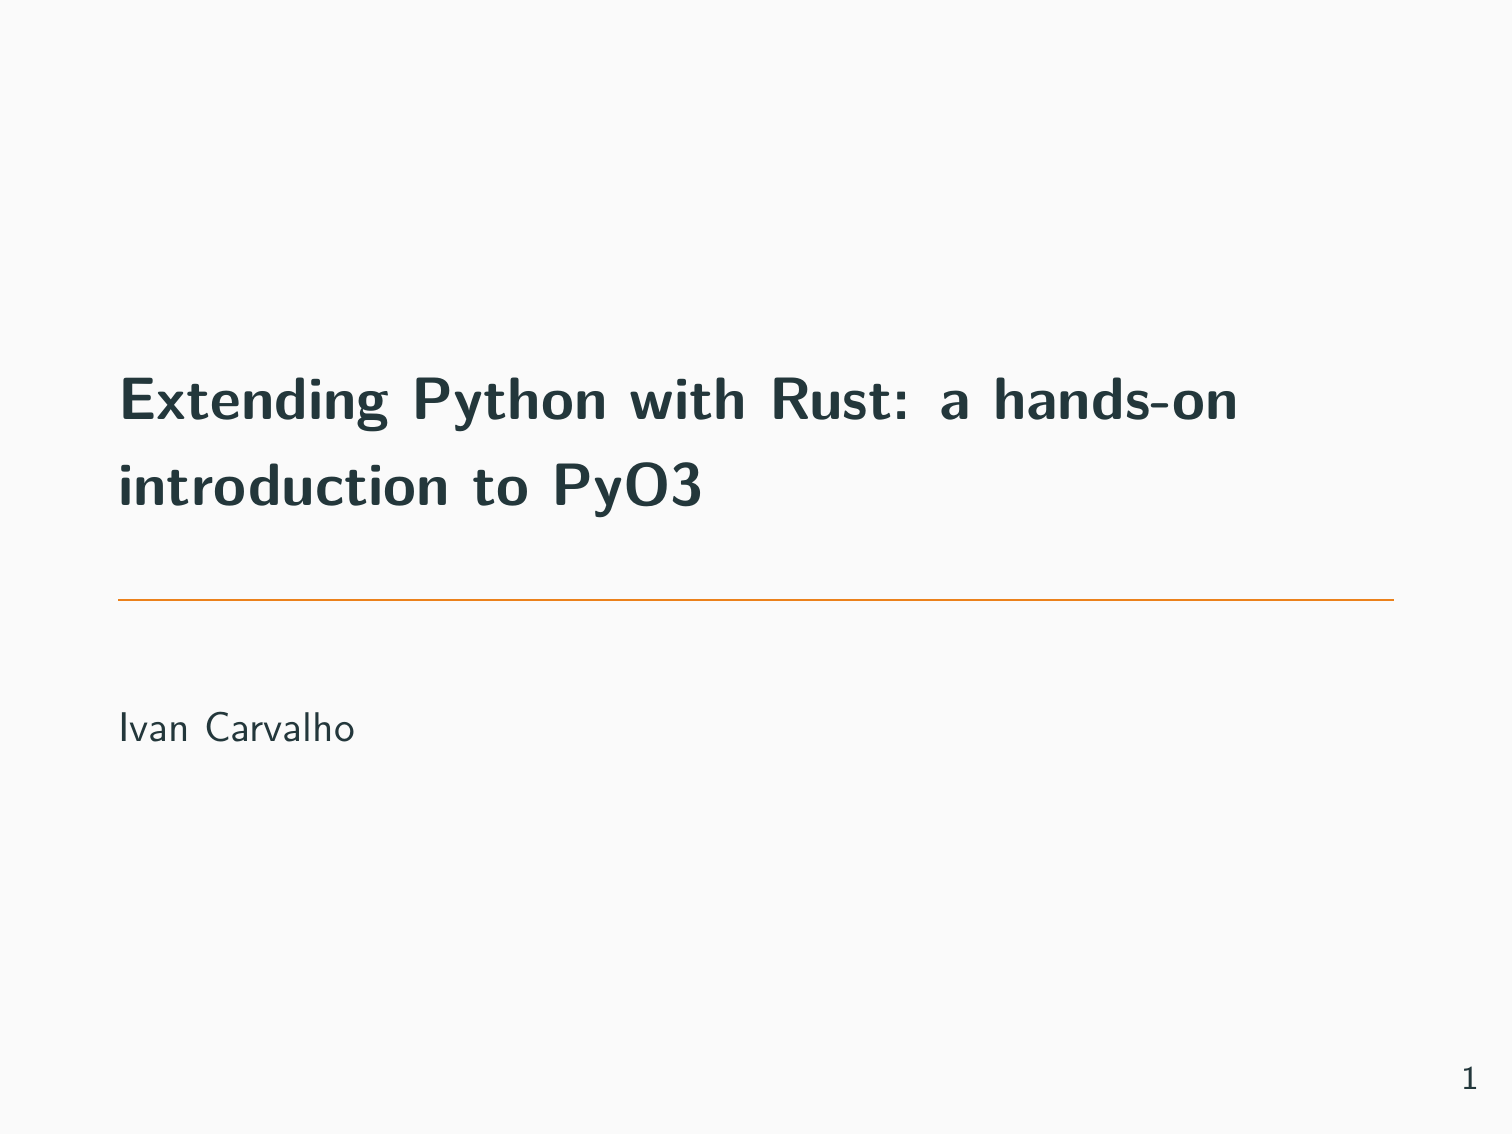 Extending Python with Rust: a hands-on
introduction to PyO3
Ivan Carvalho
1